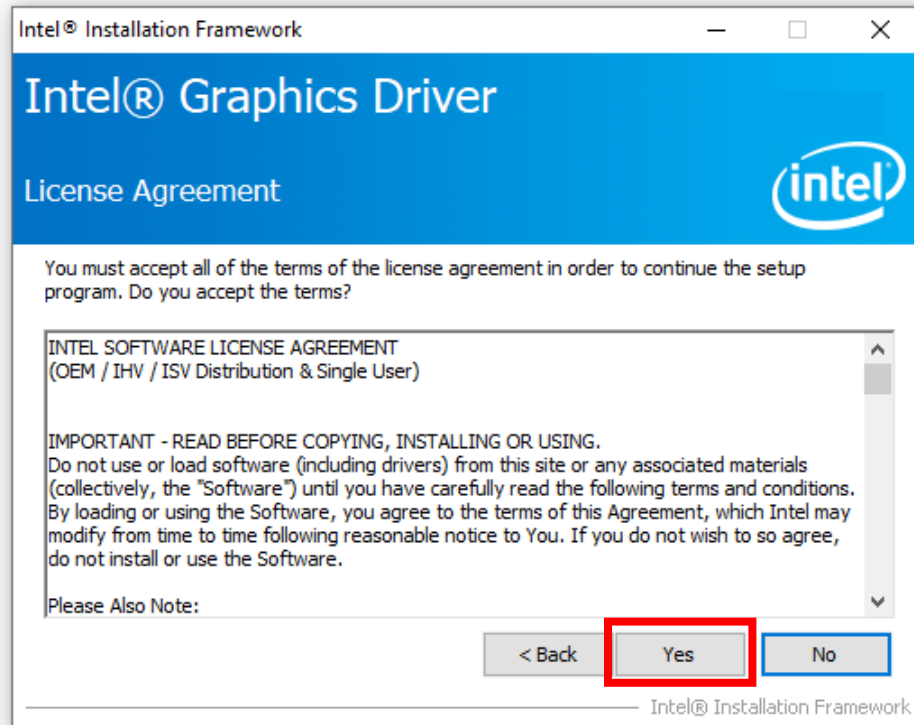 Intel® Installation Framework
Intel® Graphics Driver
License Agreement
intel
You must accept all of the terms of the license agreement in order to continue the setup
program. Do you accept the terms?
INTEL SOFTWARE LICENSE AGREEMENT
(OEM / IHV / ISV Distribution & Single User)
IMPORTANT - READ BEFORE COPYING, INSTALLING OR USING.
Do not use or load software (including drivers) from this site or any associated materials
(collectively, the "Software") until you have carefully read the following terms and conditions.
By loading or using the Software, you agree to the terms of this Agreement, which Intel may
modify from time to time following reasonable notice to You. If you do not wish to so agree,
do not install or use the Software.
Please Also Note:
< Back Yes No
Intel® Installation Framework